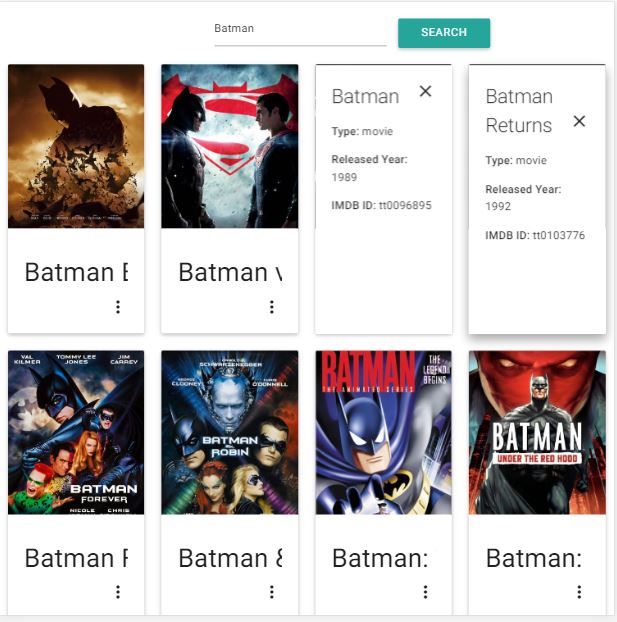 Batman
SEARCH
Batman
Type: movie
Released Year:
1989
IMDB ID: tt0096895
Batman
Returns
Type: movie
Released Year:
1992
IMDB ID: tt0103776
Batman
Batman
VAL KILMER
TOMMY LEE JONES
JIM CARREY
BATMAN
FOREVER
NICOLE
CHRIS
SCHWARZENEGGER
GEORGE CLOONEY
CHRIS O'DONNELL
BATMAN
&
ROBIN
BATMAN
THE ANIMATED SERIES
THE
LEGEND
BEGINS
BATMAN
UNDER THE RED HOOD
Batman
Batman &
Batman:
Batman: